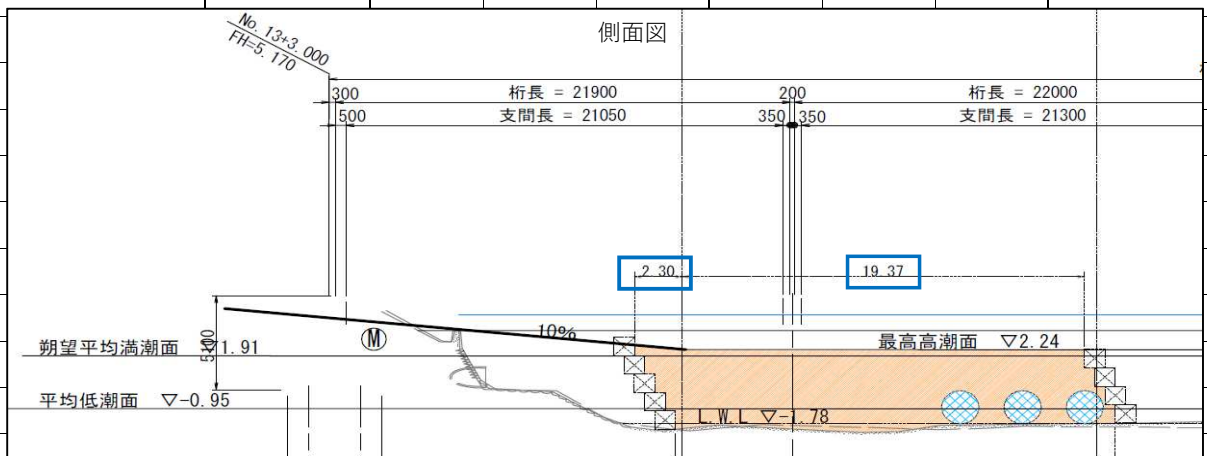 側面図
No. 13+3.000
FH=5.170
300 桁長 = 21900 200 桁長 = 22000
500 支間長 = 21050 350 350 支間長 = 21300
2.30 19.37
10%
M
朔望平均満潮面 ▽1.91 最高高潮面 ▽2.24
平均低潮面 ▽-0.95
L.W.L ▽-1.78